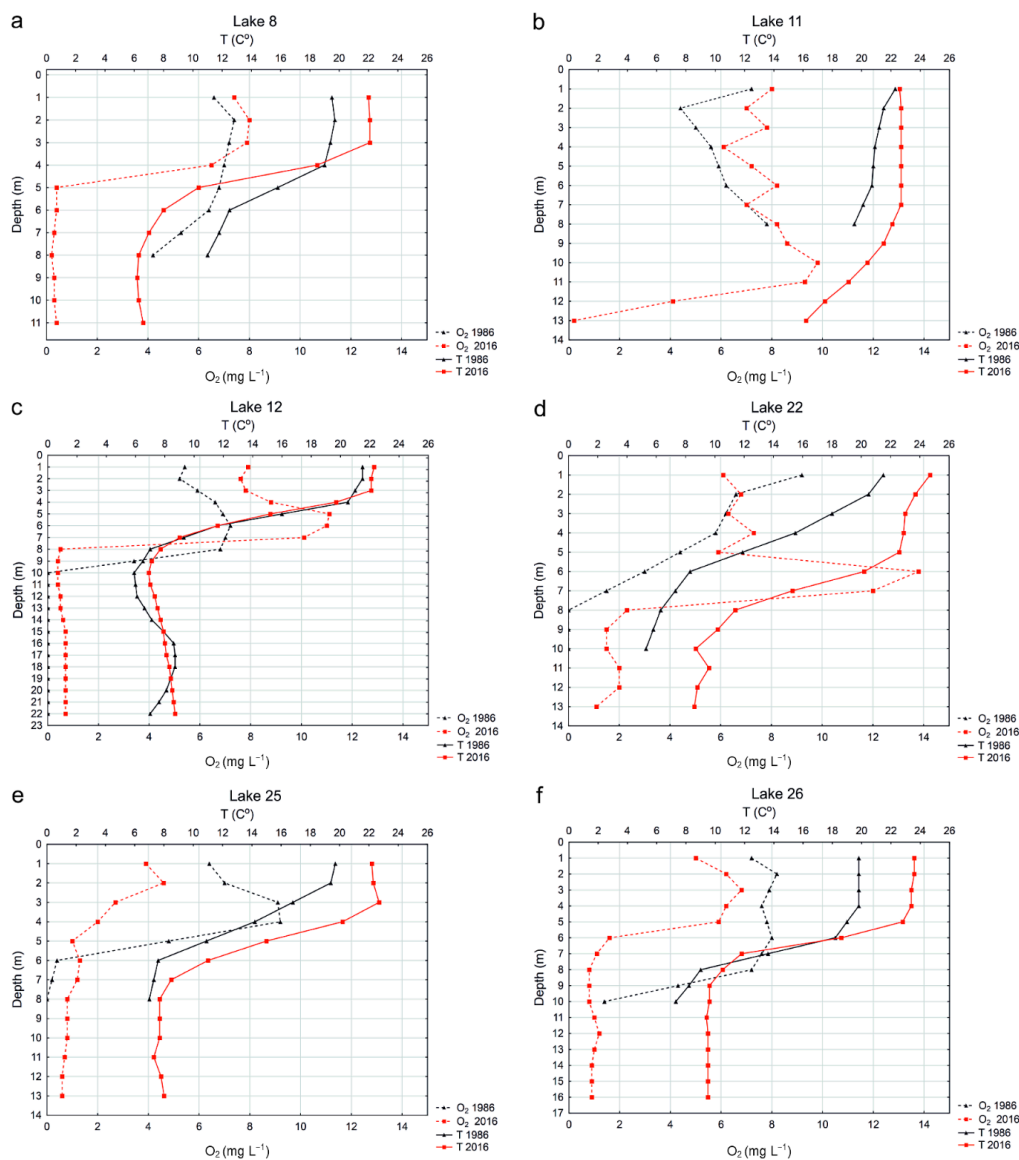 a
Lake 8
T (Cº)
0 2 4 6 8 10 12 14 16 18 20 22 24 26
0
1
2
3
4
5
6
7
8
9
10
11
Depth (m)
0 2 4 6 8 10 12 14
O₂ (mg L⁻¹)
O₂ 1986
O₂ 2016
T 1986
T 2016
b
Lake 11
T (Cº)
0 2 4 6 8 10 12 14 16 18 20 22 24 26
0
1
2
3
4
5
6
7
8
9
10
11
12
13
14
Depth (m)
0 2 4 6 8 10 12 14
O₂ (mg L⁻¹)
O₂ 1986
O₂ 2016
T 1986
T 2016
c
Lake 12
T (Cº)
0 2 4 6 8 10 12 14 16 18 20 22 24 26
0
1
2
3
4
5
6
7
8
9
10
11
12
13
14
15
16
17
18
19
20
21
22
23
Depth (m)
0 2 4 6 8 10 12 14
O₂ (mg L⁻¹)
O₂ 1986
O₂ 2016
T 1986
T 2016
d
Lake 22
T (Cº)
0 2 4 6 8 10 12 14 16 18 20 22 24 26
0
1
2
3
4
5
6
7
8
9
10
11
12
13
14
Depth (m)
0 2 4 6 8 10 12 14
O₂ (mg L⁻¹)
O₂ 1986
O₂ 2016
T 1986
T 2016
e
Lake 25
T (Cº)
0 2 4 6 8 10 12 14 16 18 20 22 24 26
0
1
2
3
4
5
6
7
8
9
10
11
12
13
14
Depth (m)
0 2 4 6 8 10 12 14
O₂ (mg L⁻¹)
O₂ 1986
O₂ 2016
T 1986
T 2016
f
Lake 26
T (Cº)
0 2 4 6 8 10 12 14 16 18 20 22 24 26
0
1
2
3
4
5
6
7
8
9
10
11
12
13
14
15
16
17
Depth (m)
0 2 4 6 8 10 12 14
O₂ (mg L⁻¹)
O₂ 1986
O₂ 2016
T 1986
T 2016